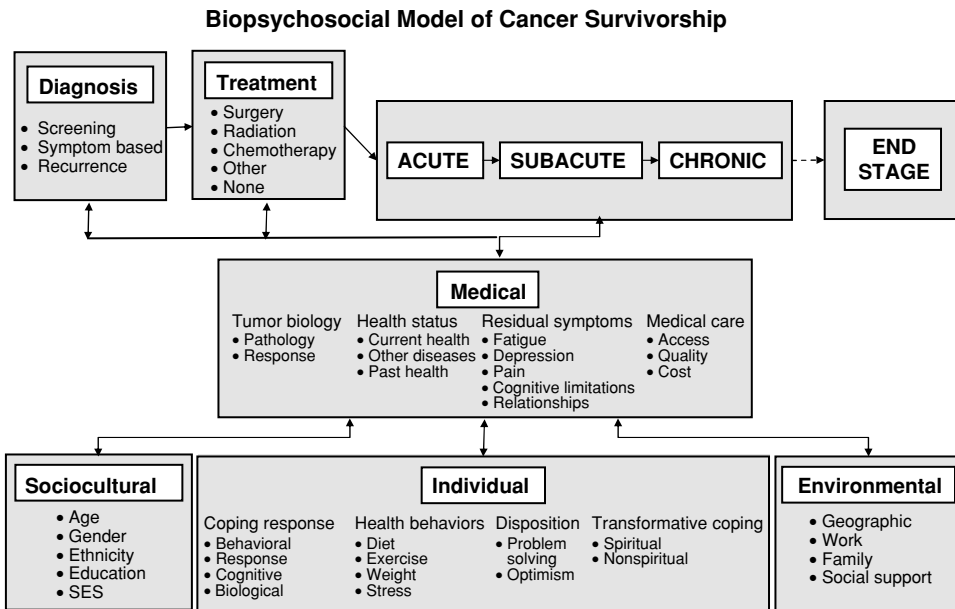 Biopsychosocial Model of Cancer Survivorship
Diagnosis
• Screening
• Symptom based
• Recurrence
Treatment
• Surgery
• Radiation
• Chemotherapy
• Other
• None
ACUTE
SUBACUTE
CHRONIC
END
STAGE
Medical
Tumor biology
• Pathology
• Response
Health status
• Current health
• Other diseases
• Past health
Residual symptoms
• Fatigue
• Depression
• Pain
• Cognitive limitations
• Relationships
Medical care
• Access
• Quality
• Cost
Sociocultural
• Age
• Gender
• Ethnicity
• Education
• SES
Individual
Coping response
• Behavioral
• Response
• Cognitive
• Biological
Health behaviors
• Diet
• Exercise
• Weight
• Stress
Disposition
• Problem
solving
• Optimism
Transformative coping
• Spiritual
• Nonspiritual
Environmental
• Geographic
• Work
• Family
• Social support